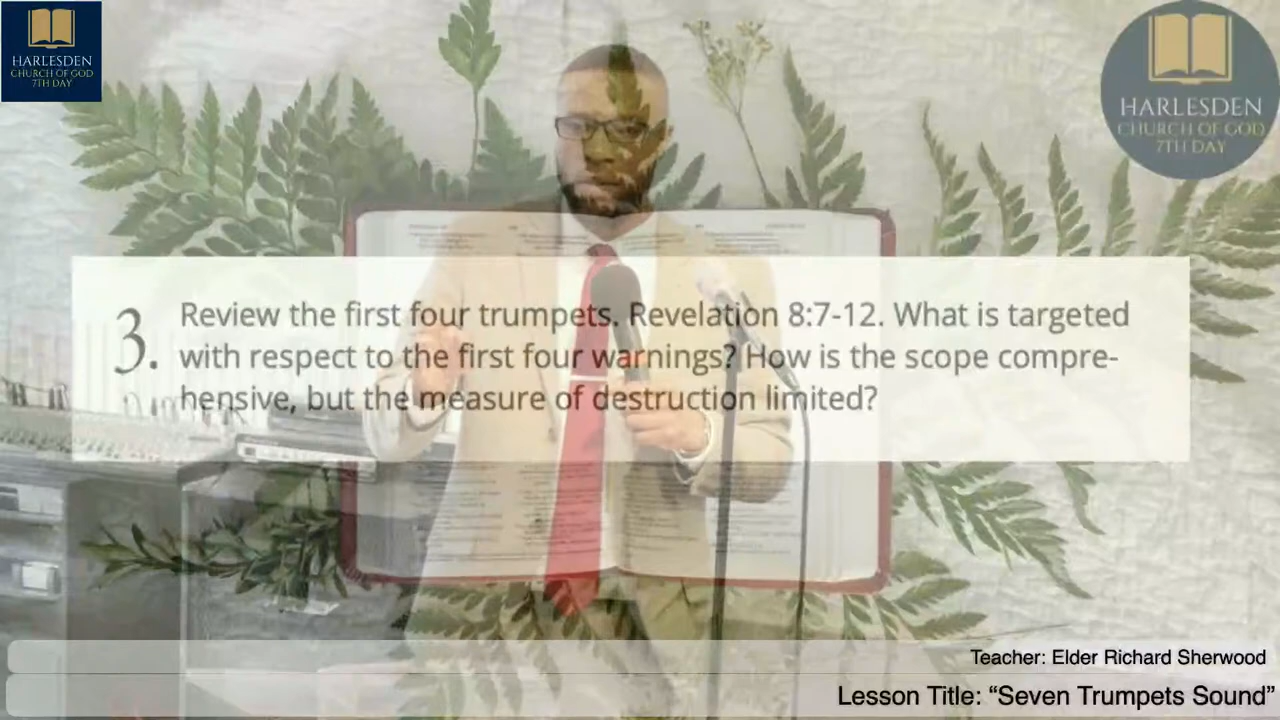 HARLESDEN
CHURCH OF GOD
7TH DAY
HARLESDEN
CHURCH OF GOD
7TH DAY
3. Review the first four trumpets. Revelation 8:7-12. What is targeted
with respect to the first four warnings? How is the scope compre-
hensive, but the measure of destruction limited?
Teacher: Elder Richard Sherwood
Lesson Title: “Seven Trumpets Sound”